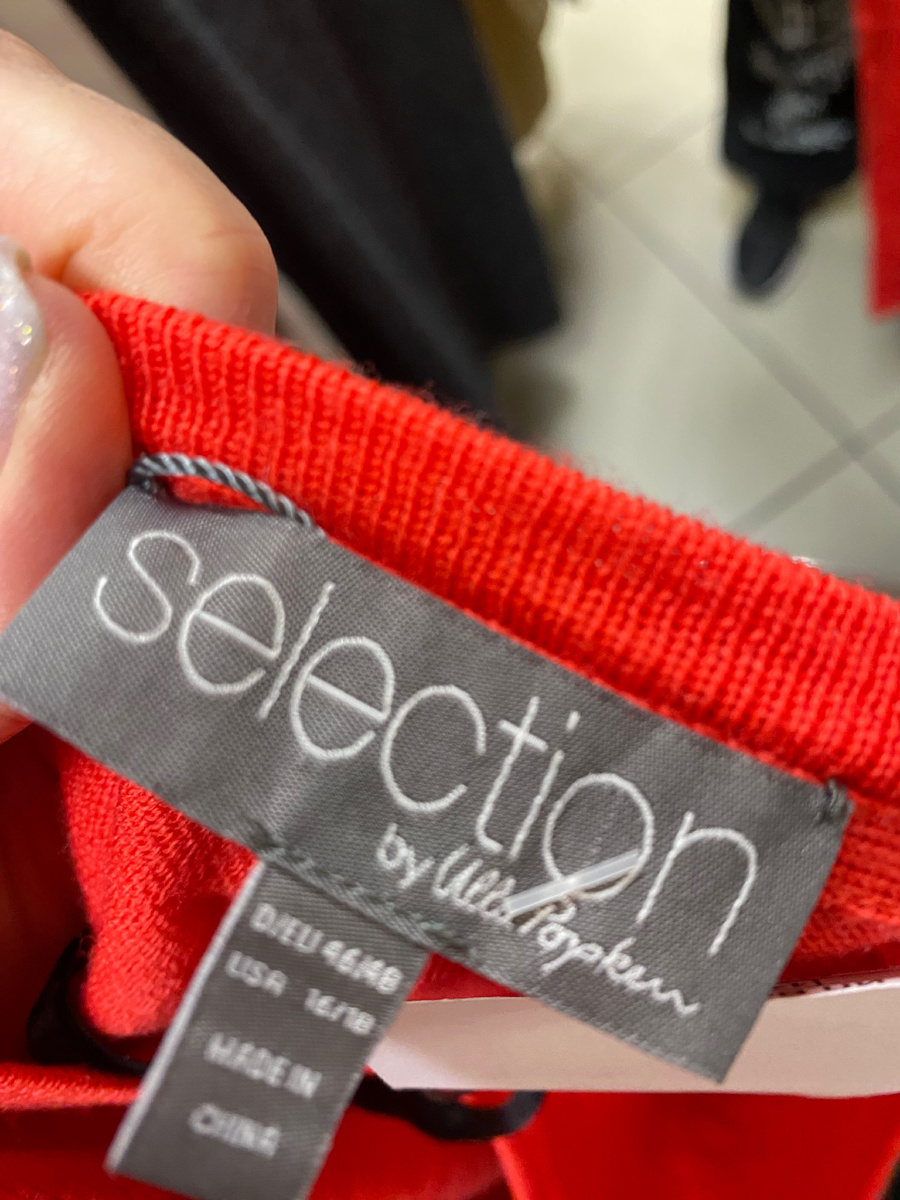 selection
by Ulla Popken
D/EU 46/48
USA 16/18
MADE IN
CHINA